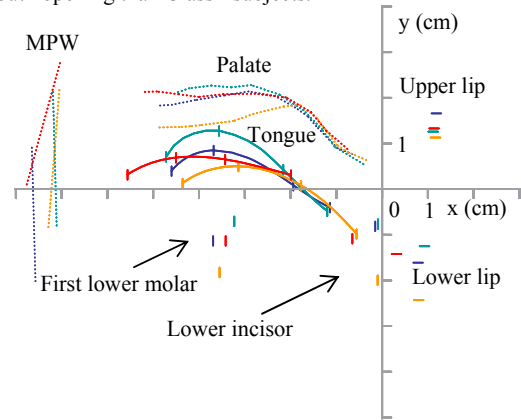 y (cm)
MPW
Palate
Upper lip
Tongue
1
0
1
x (cm)
First lower molar
Lower lip
Lower incisor